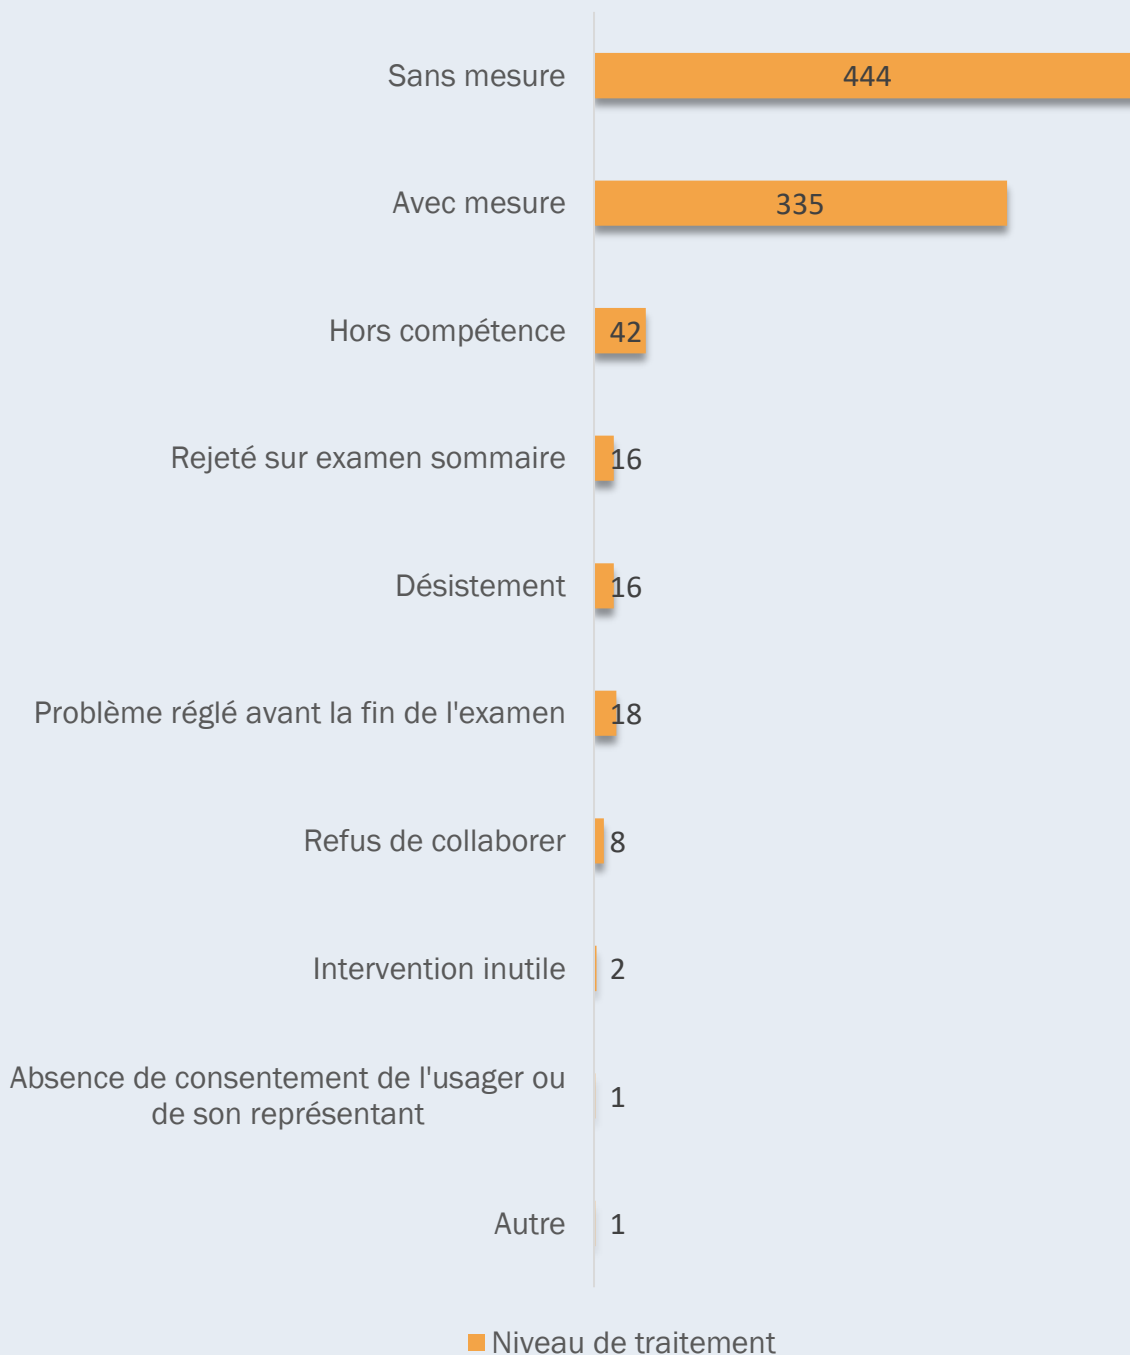 Sans mesure 444
Avec mesure 335
Hors compétence 42
Rejeté sur examen sommaire 16
Désistement 16
Problème réglé avant la fin de l'examen 18
Refus de collaborer 8
Intervention inutile 2
Absence de consentement de l'usager ou
de son représentant 1
Autre 1
Niveau de traitement